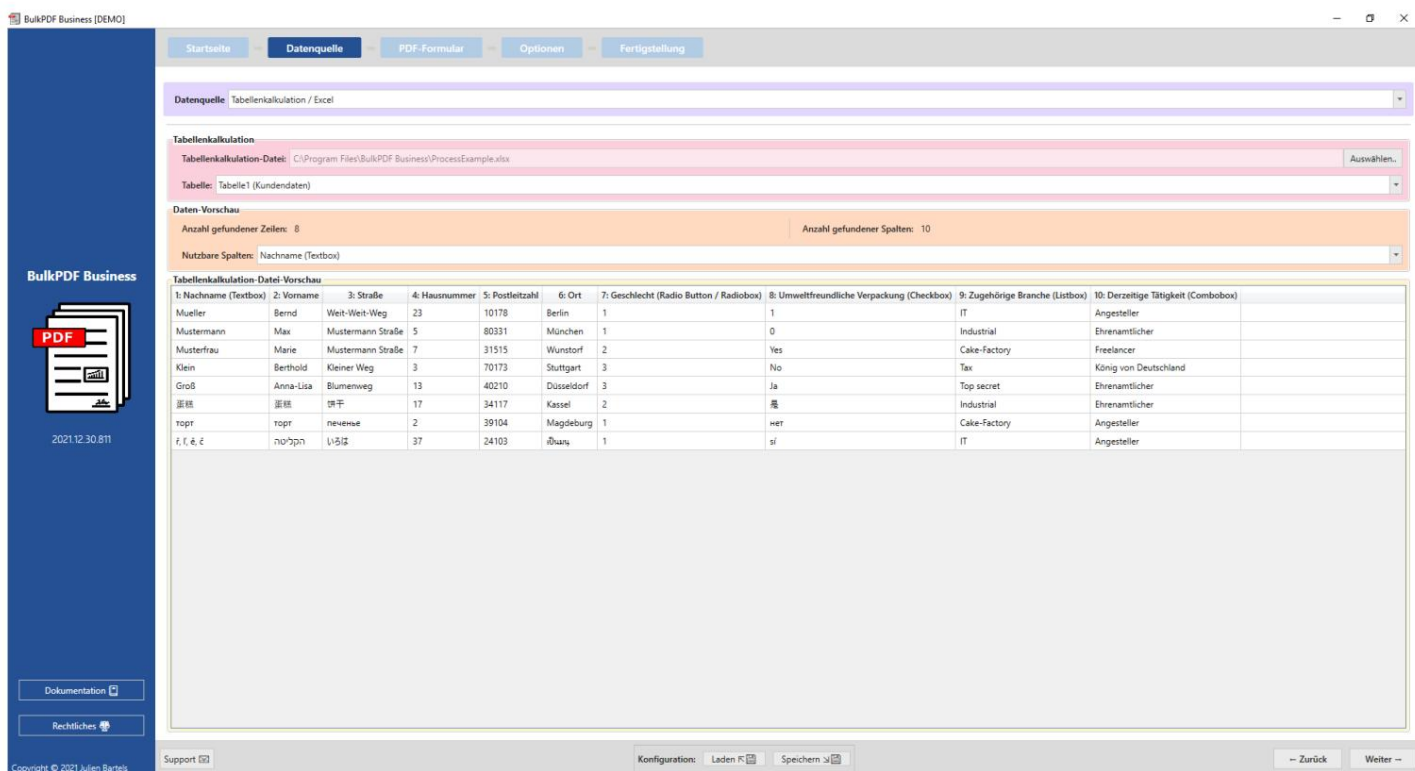 BulkPDF Business [DEMO]
Startseite Datenquelle PDF-Formular Optionen Fertigstellung
Datenquelle Tabellenkalkulation / Excel
Tabellenkalkulation
Tabellenkalkulation-Datei: C:\Program Files\BulkPDF Business\ProcessExample.xlsx Auswählen..
Tabelle: Tabelle1 (Kundendaten)
Daten-Vorschau
Anzahl gefundener Zeilen: 8 Anzahl gefundener Spalten: 10
Nutzbare Spalten: Nachname (Textbox)
Tabellenkalkulation-Datei-Vorschau
1: Nachname (Textbox) 2: Vorname 3: Straße 4: Hausnummer 5: Postleitzahl 6: Ort 7: Geschlecht (Radio Button / Radiobox) 8: Umweltfreundliche Verpackung (Checkbox) 9: Zugehörige Branche (Listbox) 10: Derzeitige Tätigkeit (Combobox)
Mueller Bernd Weit-Weit-Weg 23 10178 Berlin 1 1 IT Angesteller
Mustermann Max Mustermann Straße 5 80331 München 1 0 Industrial Ehrenamtlicher
Musterfrau Marie Mustermann Straße 7 31515 Wunstorf 2 Yes Cake-Factory Freelancer
Klein Berthold Kleiner Weg 3 70173 Stuttgart 3 No Tax König von Deutschland
Groß Anna-Lisa Blumenweg 13 40210 Düsseldorf 3 Ja Top secret Ehrenamtlicher
蛋糕 蛋糕 饼干 17 34117 Kassel 2 是 Industrial Ehrenamtlicher
торт торт печенье 2 39104 Magdeburg 1 нет Cake-Factory Angesteller
הקליטה いろは 37 24103 1 sí IT Angesteller
BulkPDF Business
PDF
2021.12.30.811
Dokumentation
Rechtliches
Copyright © 2021 Julien Bartels
Support Konfiguration: Laden Speichern ← Zurück Weiter →